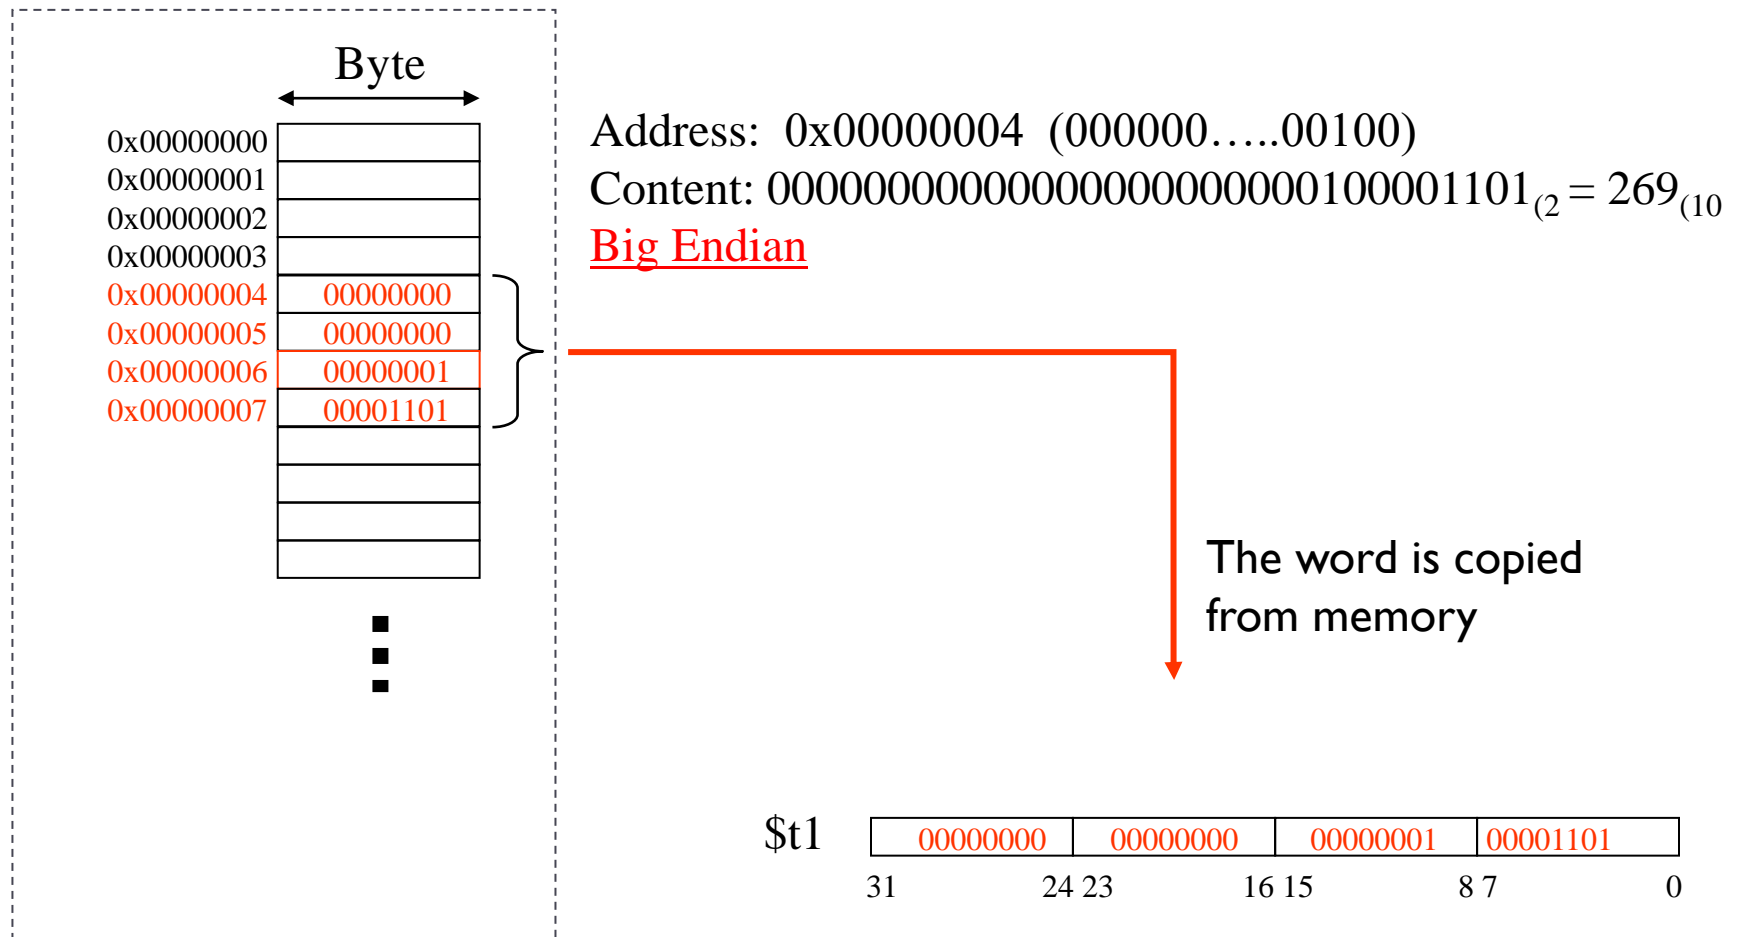 Byte
0x00000000
0x00000001
0x00000002
0x00000003
0x00000004 00000000
0x00000005 00000000
0x00000006 00000001
0x00000007 00001101
Address: 0x00000004 (000000.....00100)
Content: 00000000000000000000000100001101(2 = 269(10
Big Endian
The word is copied
from memory
$t1 00000000 00000000 00000001 00001101
31 24 23 16 15 8 7 0